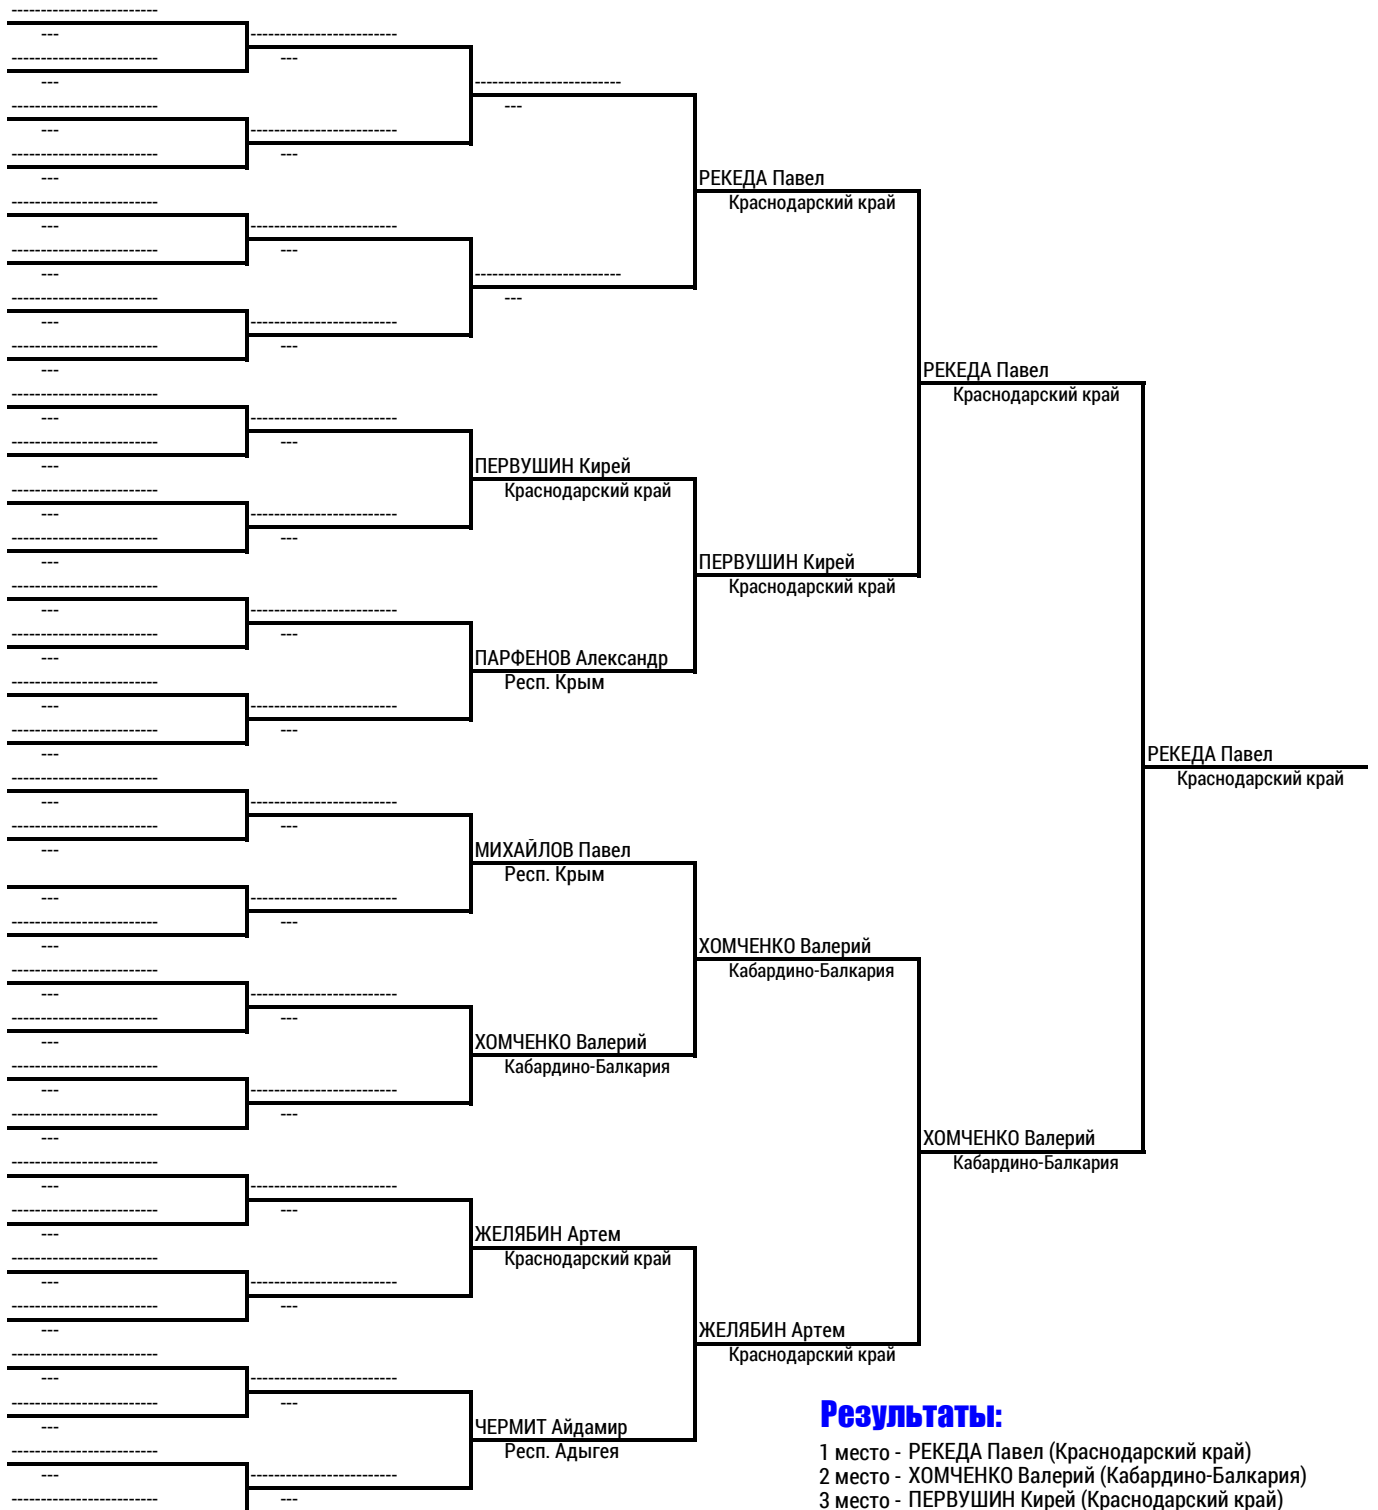 РЕКЕДА Павел
Краснодарский край
РЕКЕДА Павел
Краснодарский край
ПЕРВУШИН Кирей
Краснодарский край
ПЕРВУШИН Кирей
Краснодарский край
ПАРФЕНОВ Александр
Респ. Крым
РЕКЕДА Павел
Краснодарский край
МИХАЙЛОВ Павел
Респ. Крым
ХОМЧЕНКО Валерий
Кабардино-Балкария
ХОМЧЕНКО Валерий
Кабардино-Балкария
ХОМЧЕНКО Валерий
Кабардино-Балкария
ЖЕЛЯБИН Артем
Краснодарский край
ЖЕЛЯБИН Артем
Краснодарский край
ЧЕРМИТ Айдамир
Респ. Адыгея
Результаты:
1 место - РЕКЕДА Павел (Краснодарский край)
2 место - ХОМЧЕНКО Валерий (Кабардино-Балкария)
3 место - ПЕРВУШИН Кирей (Краснодарский край)